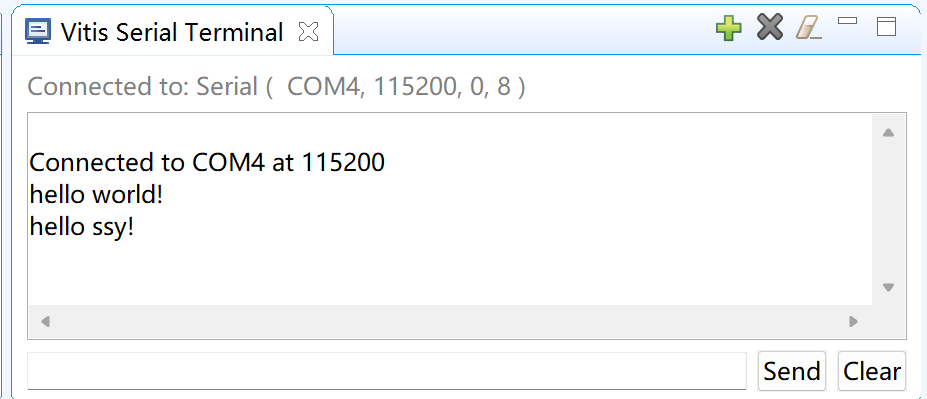 Vitis Serial Terminal
Connected to: Serial ( COM4, 115200, 0, 8 )
Connected to COM4 at 115200
hello world!
hello ssy!
Send Clear